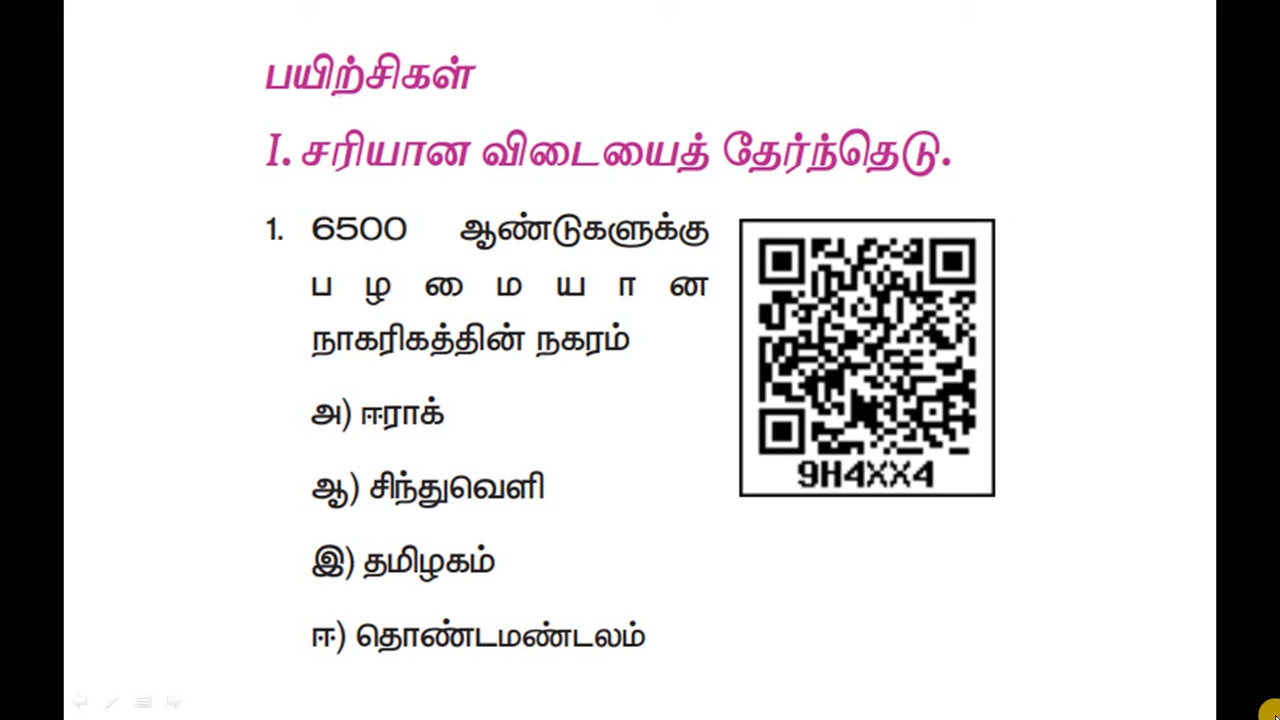 பயிற்சிகள்
I. சரியான விடையைத் தேர்ந்தெடு.
1. 6500 ஆண்டுகளுக்கு
ப ழ மை ய ா ன
நாகரிகத்தின் நகரம்
அ) ஈராக்
ஆ) சிந்துவெளி
இ) தமிழகம்
ஈ) தொண்டமண்டலம்
9H4XX4